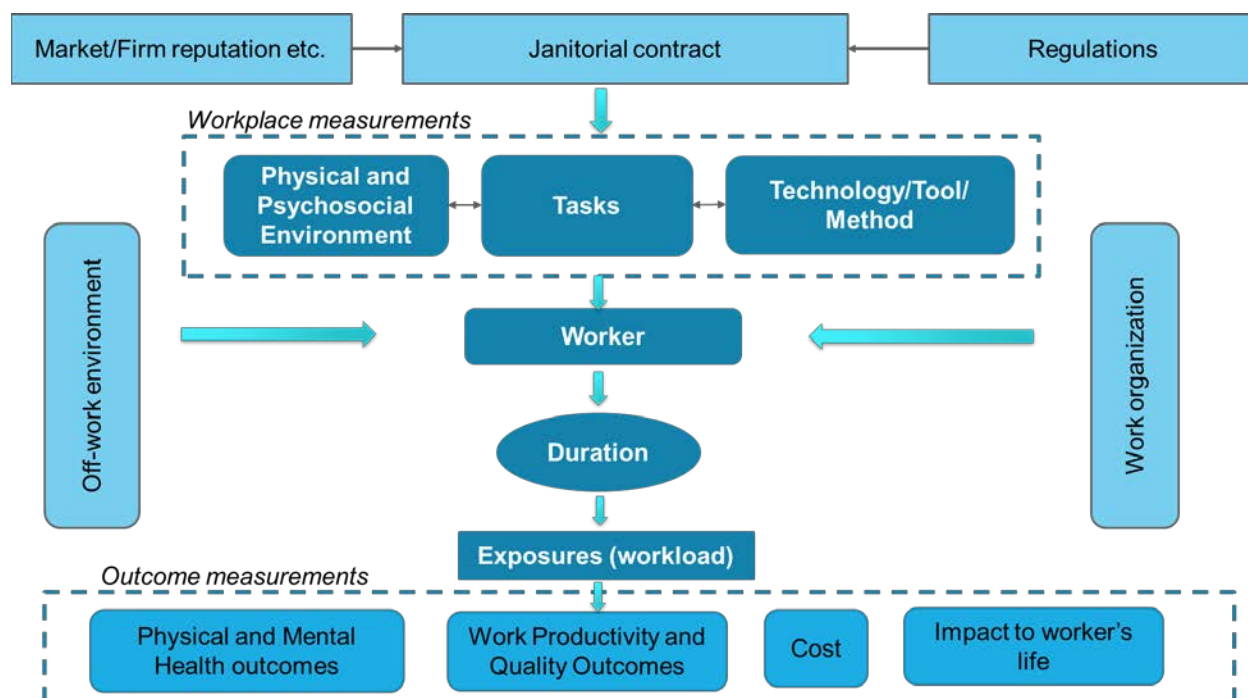 Market/Firm reputation etc.
Janitorial contract
Regulations
Workplace measurements
Physical and
Psychosocial
Environment
Tasks
Technology/Tool/
Method
Off-work environment
Worker
Work organization
Duration
Exposures (workload)
Outcome measurements
Physical and Mental
Health outcomes
Work Productivity and
Quality Outcomes
Cost
Impact to worker's
life